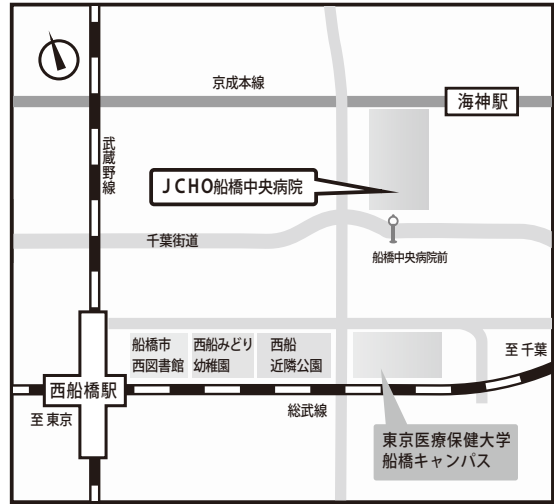 京成本線
海神駅
武蔵野線
JCHO船橋中央病院
千葉街道
船橋中央病院前
船橋市
西図書館
西船みどり
幼稚園
西船
近隣公園
至 千葉
西船橋駅
至 東京
総武線
東京医療保健大学
船橋キャンパス